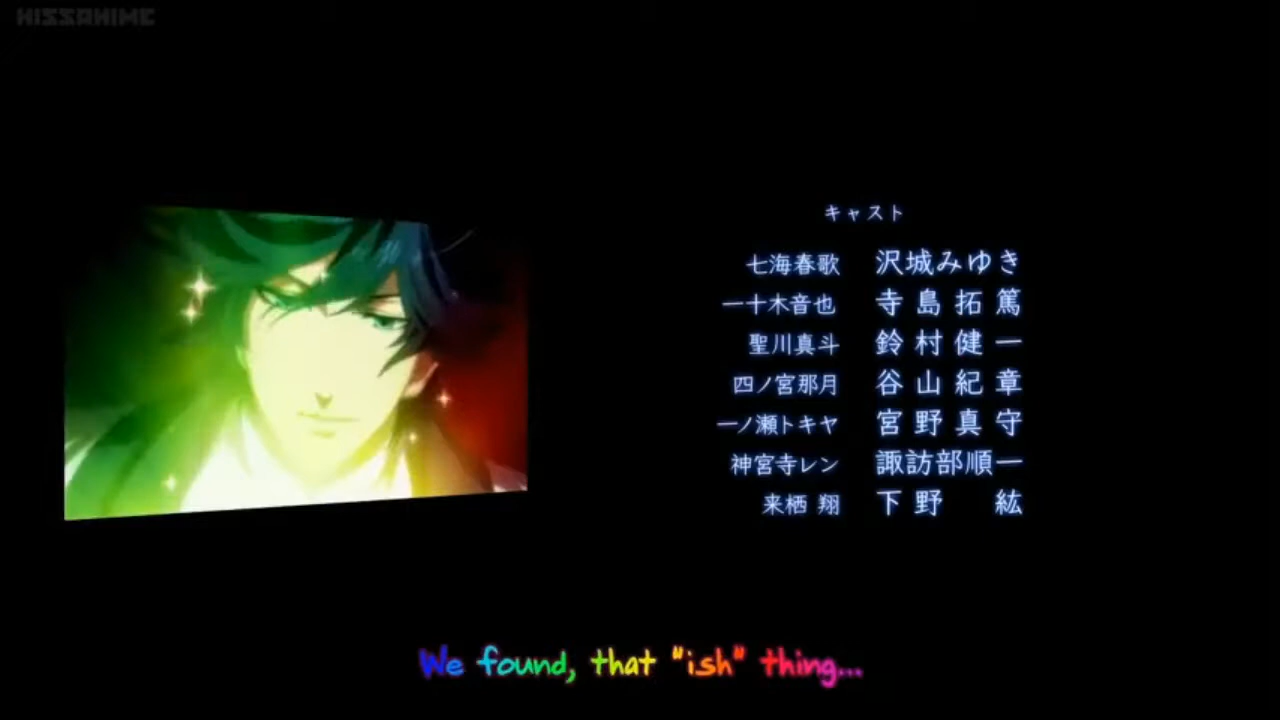 KISSANIME
キャスト
七海春歌 沢城みゆき
一十木音也 寺島拓篤
聖川真斗 鈴村健一
四ノ宮那月 谷山紀章
一ノ瀬トキヤ 宮野真守
神宮寺レン 諏訪部順一
来栖 翔 下野 紘
We found, that "ish" thing...